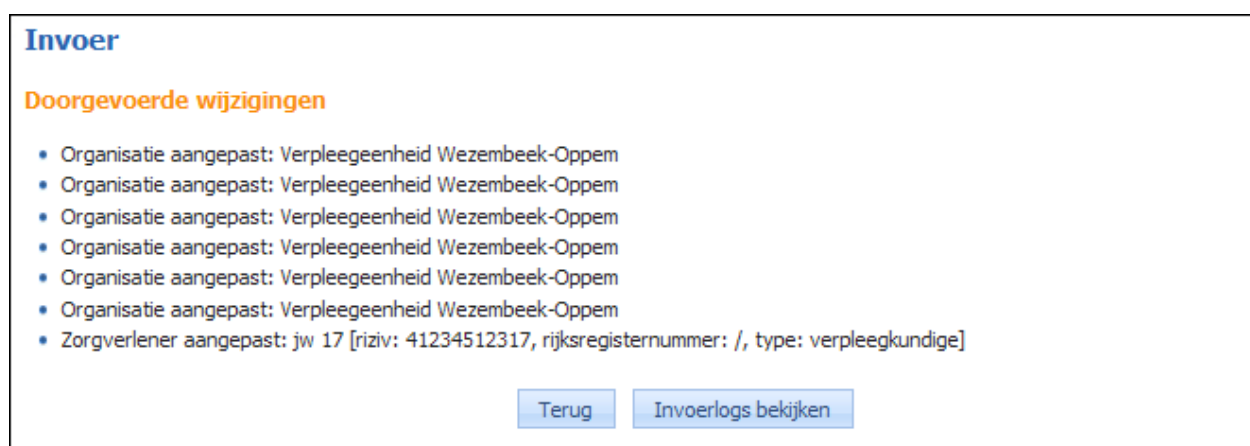 Invoer
Doorgevoerde wijzigingen
• Organisatie aangepast: Verpleegeenheid Wezembeek-Oppem
• Organisatie aangepast: Verpleegeenheid Wezembeek-Oppem
• Organisatie aangepast: Verpleegeenheid Wezembeek-Oppem
• Organisatie aangepast: Verpleegeenheid Wezembeek-Oppem
• Organisatie aangepast: Verpleegeenheid Wezembeek-Oppem
• Organisatie aangepast: Verpleegeenheid Wezembeek-Oppem
• Zorgverlener aangepast: jw 17 [riziv: 41234512317, rijksregisternummer: /, type: verpleegkundige]
Terug Invoerlogs bekijken